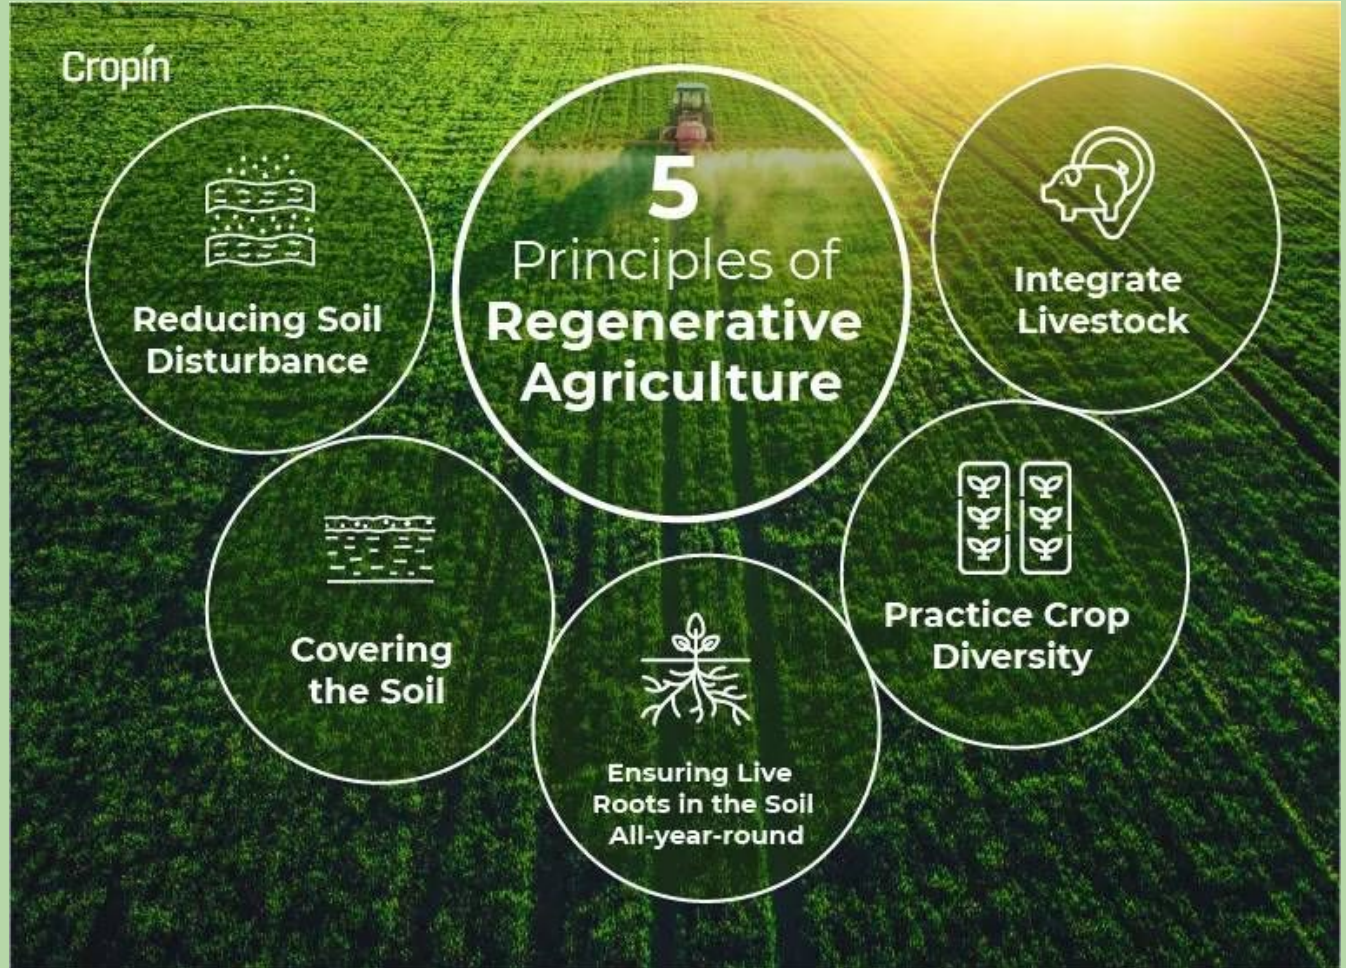 Cropin
5
Principles of
Regenerative
Agriculture
Reducing Soil
Disturbance
Covering
the Soil
Ensuring Live
Roots in the Soil
All-year-round
Practice Crop
Diversity
Integrate
Livestock